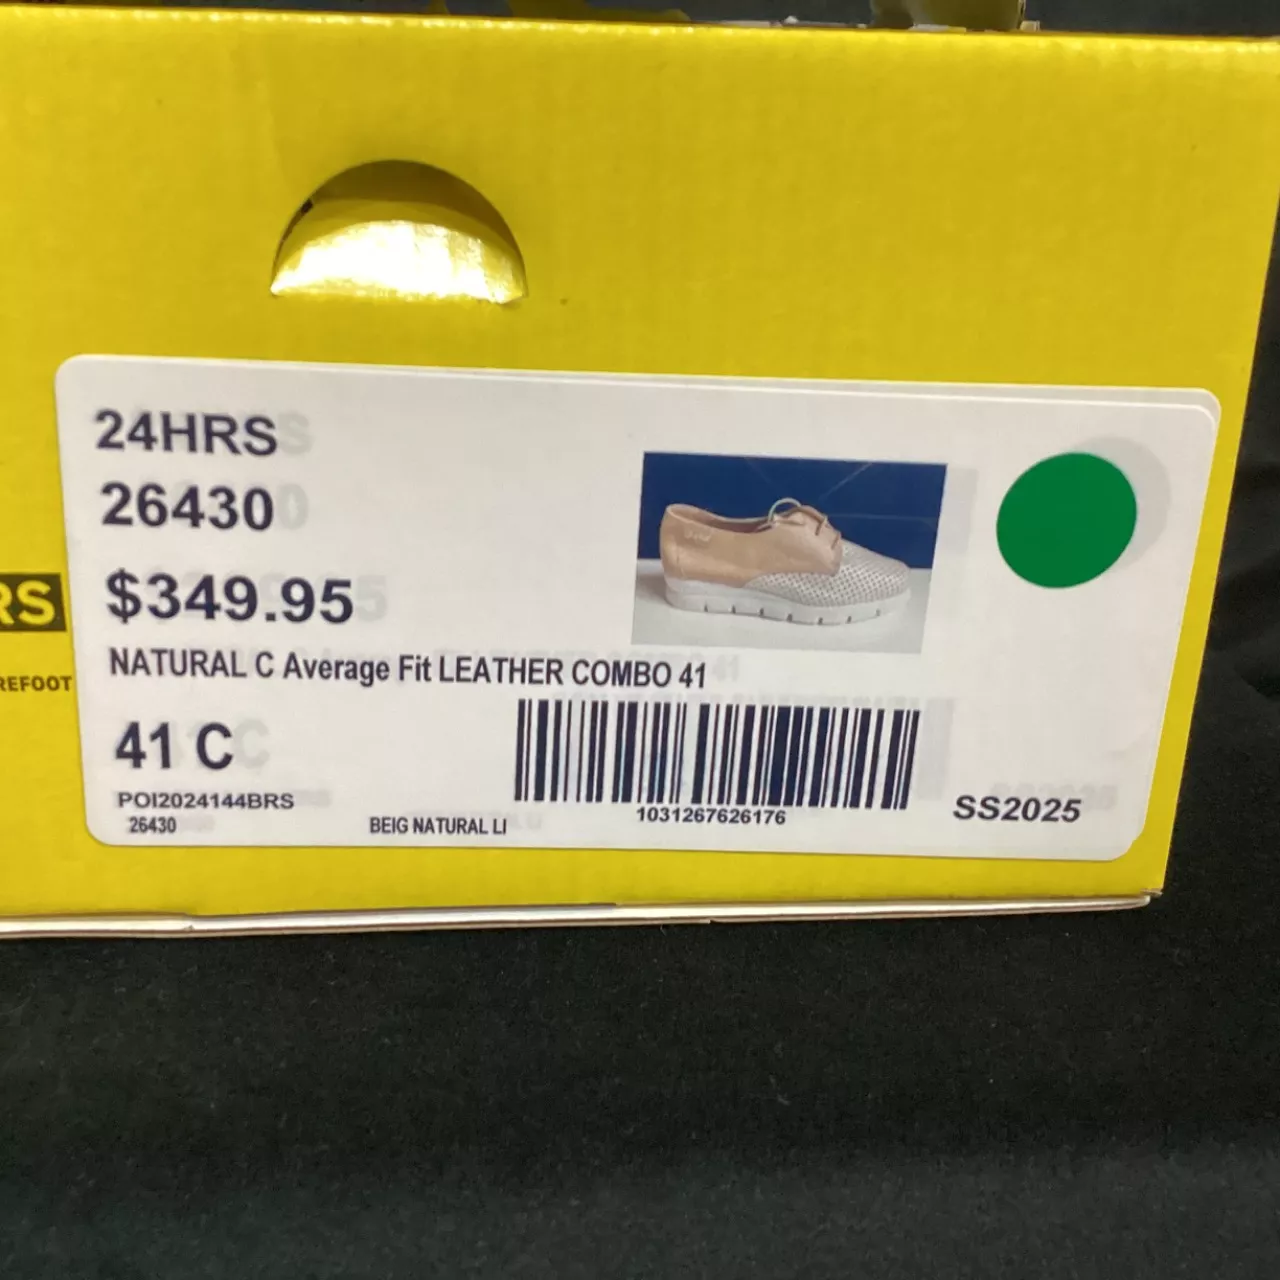 24HRS
26430
$349.95
NATURAL C Average Fit LEATHER COMBO 41
41 C
POI2024144BRS
26430
BEIG NATURAL LI
1031267626176
SS2025
RS
REFOOT